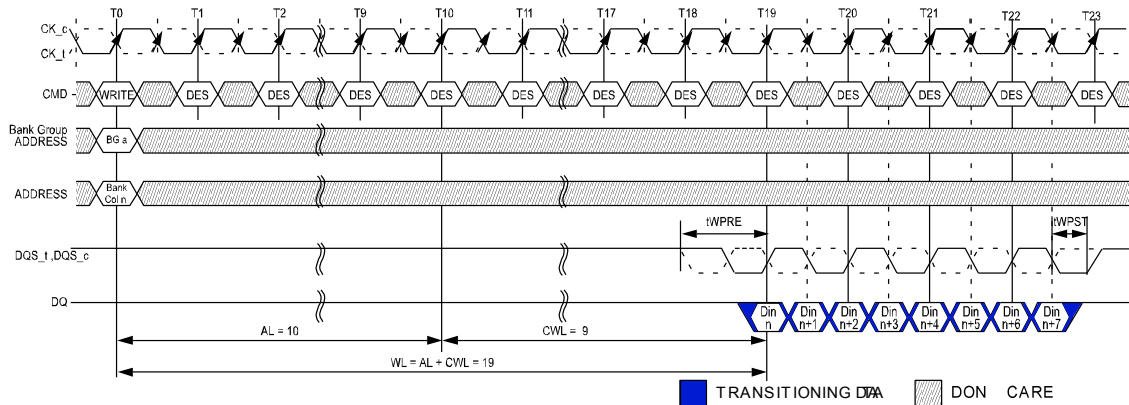 T0 T1 T2 T9 T10 T11 T17 T18 T19 T20 T21 T22 T23
CK_c
CK_t
CMD WRITE DES DES DES DES DES DES DES DES DES DES DES DES
Bank Group
ADDRESS BG a
ADDRESS Bank
Col n
tWPRE tWPST
DQS_t ,DQS_c
DQ Din n Din n+1 Din n+2 Din n+3 Din n+4 Din n+5 Din n+6 Din n+7
AL = 10 CWL = 9
WL = AL + CWL = 19
TRANSITIONING DATA DON CARE